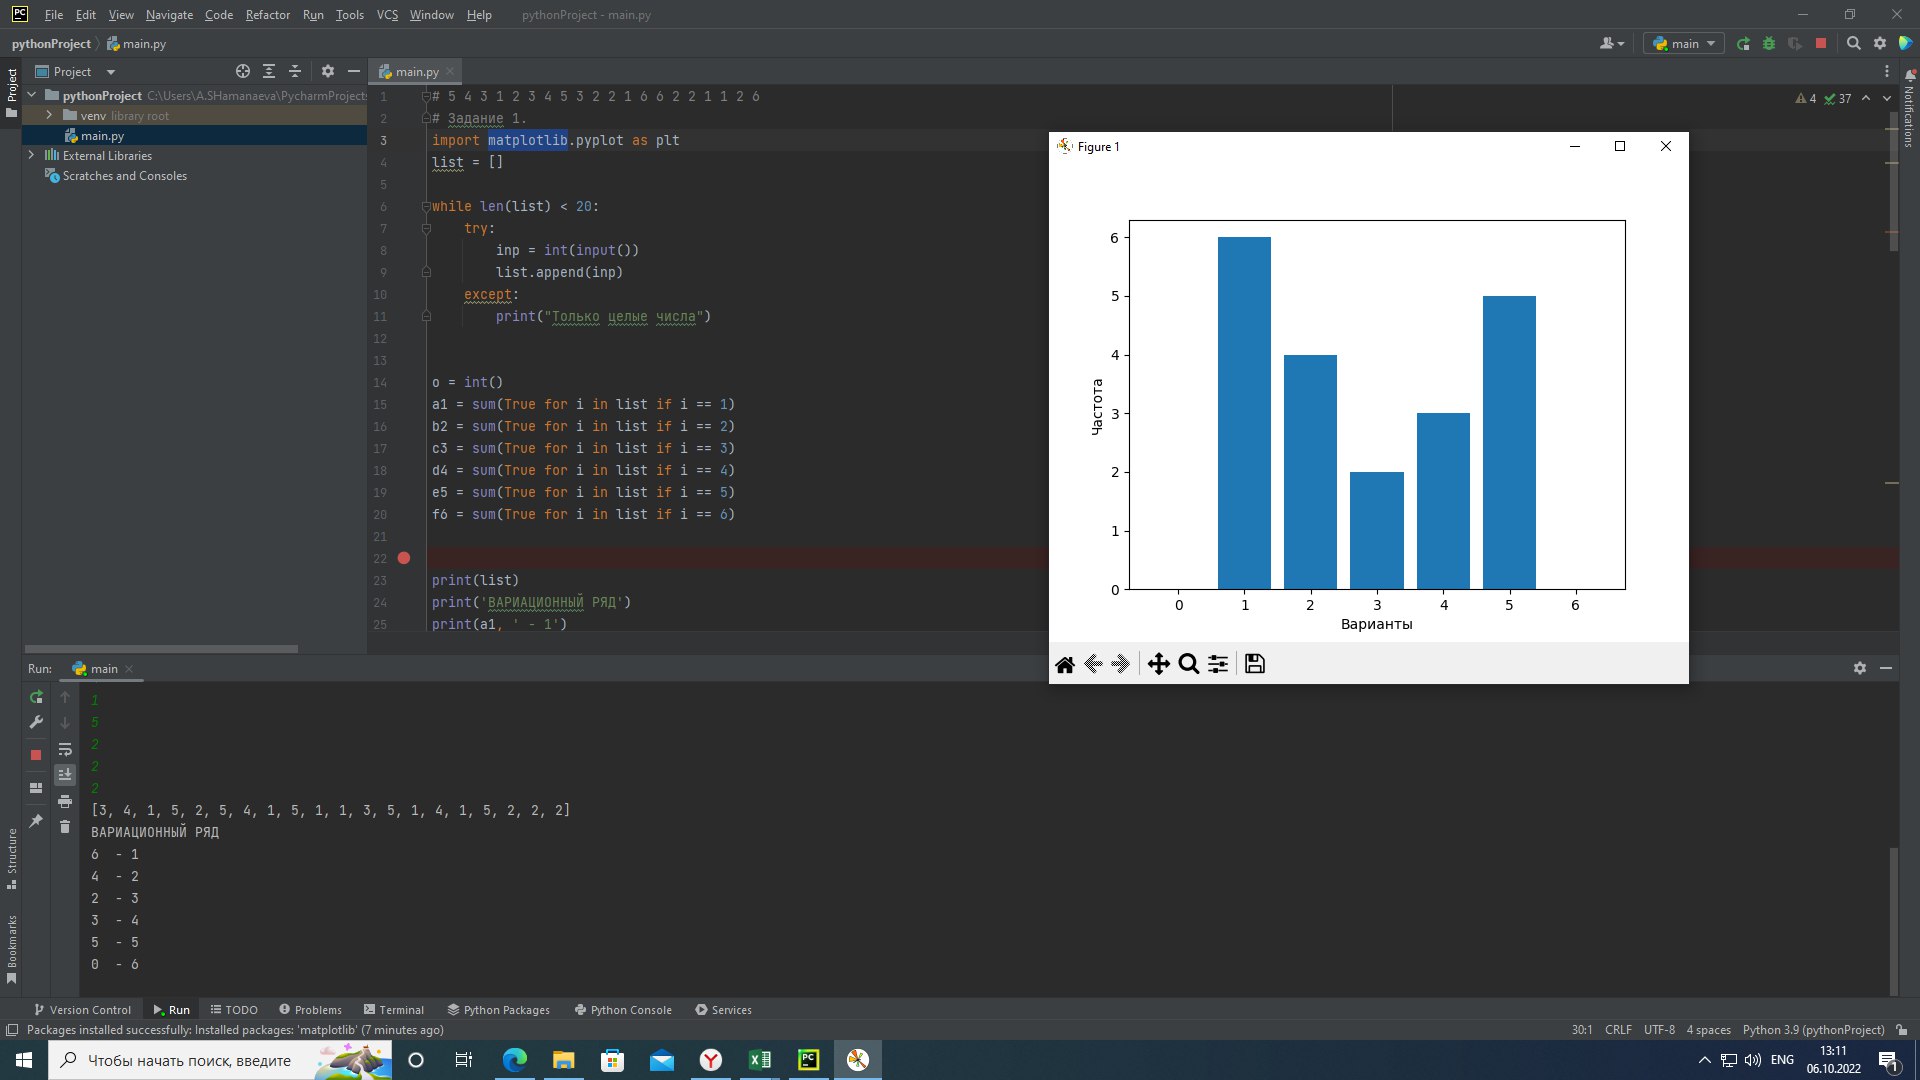 File Edit View Navigate Code Refactor Run Tools VCS Window Help pythonProject - main.py
pythonProject main.py
main
Project
Project
main.py
pythonProject C:\Users\A.SHamanaeva\PycharmProjects
venv library root
main.py
External Libraries
Scratches and Consoles
4 37
Notifications
1 # 5 4 3 1 2 3 4 5 3 2 2 1 6 6 2 2 1 1 2 6
2 # Задание 1.
3 import matplotlib.pyplot as plt
4 list = []
5
6 while len(list) < 20:
7 try:
8 inp = int(input())
9 list.append(inp)
10 except:
11 print("Только целые числа")
12
13
14 o = int()
15 a1 = sum(True for i in list if i == 1)
16 b2 = sum(True for i in list if i == 2)
17 c3 = sum(True for i in list if i == 3)
18 d4 = sum(True for i in list if i == 4)
19 e5 = sum(True for i in list if i == 5)
20 f6 = sum(True for i in list if i == 6)
21
22
23 print(list)
24 print('ВАРИАЦИОННЫЙ РЯД')
25 print(a1, ' - 1')
Figure 1
6
5
4
3
2
1
0
Частота
0 1 2 3 4 5 6
Варианты
Run: main
1
5
2
2
2
[3, 4, 1, 5, 2, 5, 4, 1, 5, 1, 1, 3, 5, 1, 4, 1, 5, 2, 2, 2]
ВАРИАЦИОННЫЙ РЯД
6  - 1
4  - 2
2  - 3
3  - 4
5  - 5
0  - 6
Structure
Bookmarks
Version Control Run TODO Problems Terminal Python Packages Python Console Services
Packages installed successfully: Installed packages: 'matplotlib' (7 minutes ago)
30:1 CRLF UTF-8 4 spaces Python 3.9 (pythonProject)
Чтобы начать поиск, введите
ENG
13:11
06.10.2022
1